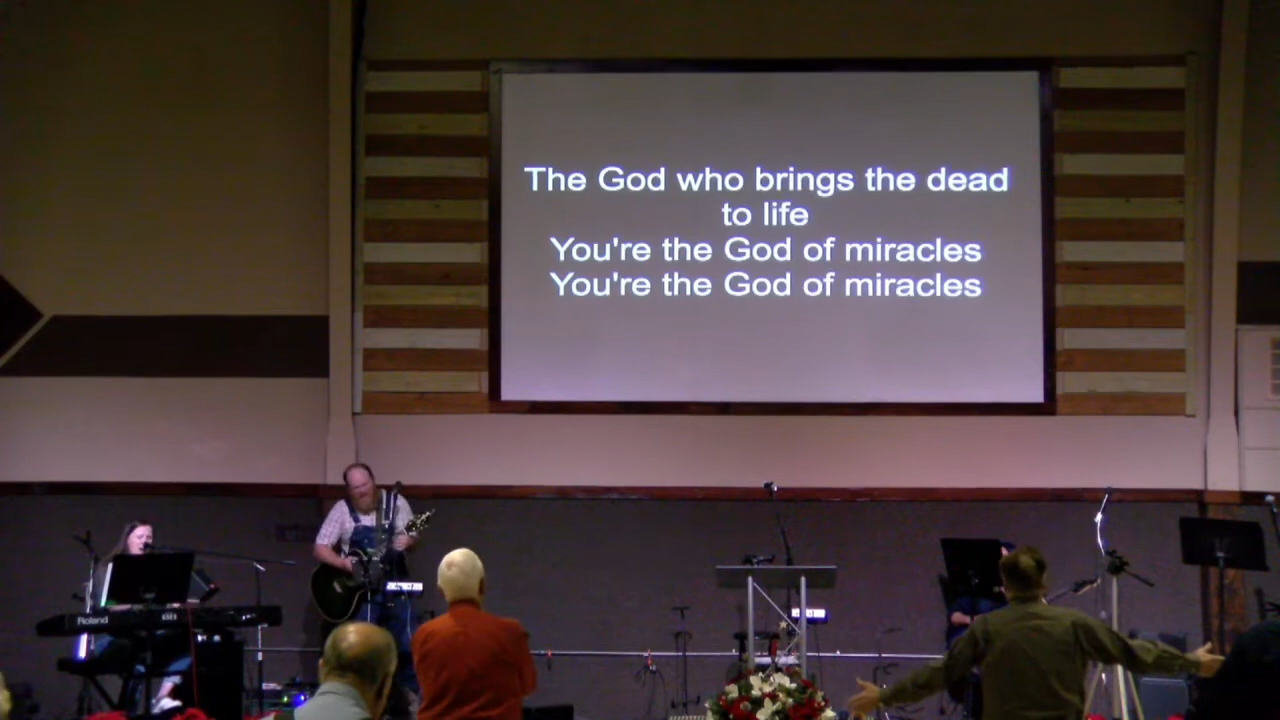 The God who brings the dead
to life
You're the God of miracles
You're the God of miracles
Roland